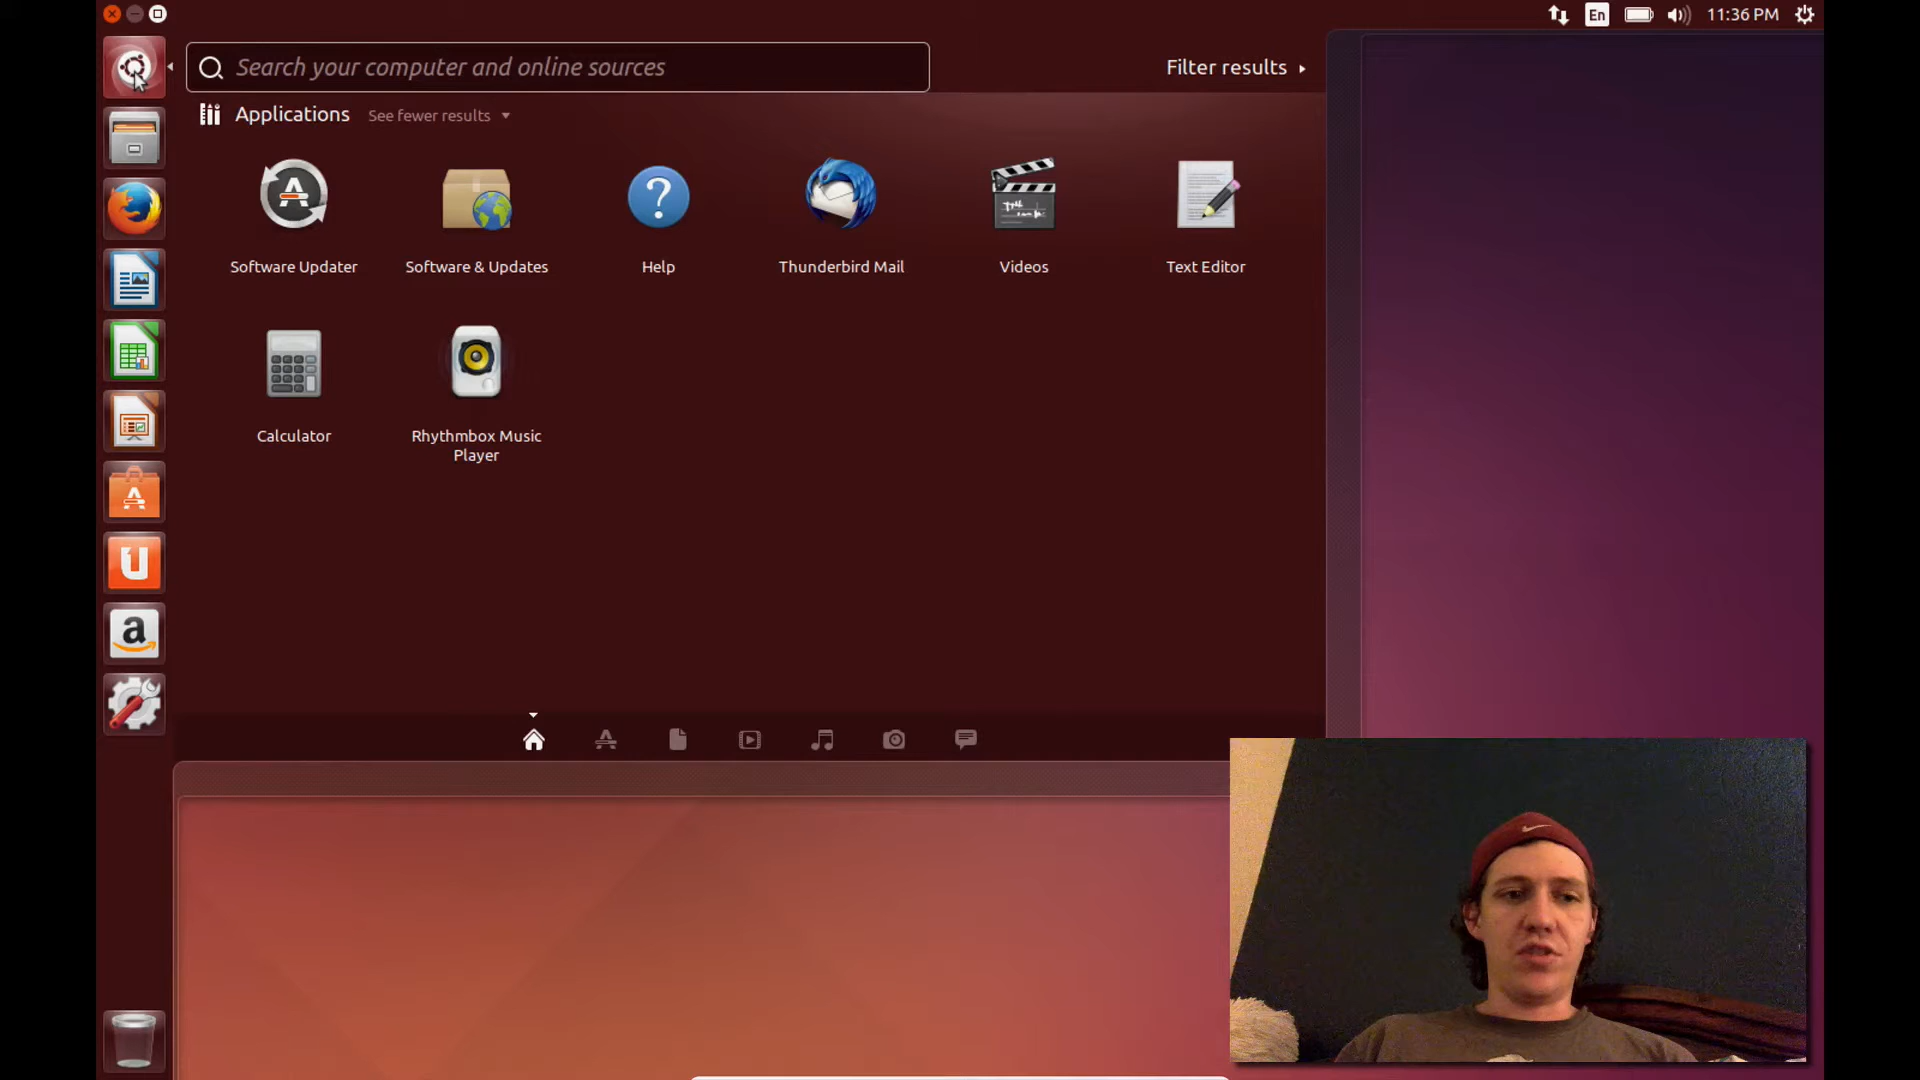 En
11:36 PM
Search your computer and online sources
Filter results
Applications
See fewer results
Software Updater
Software & Updates
Help
Thunderbird Mail
Videos
Text Editor
Calculator
Rhythmbox Music
Player